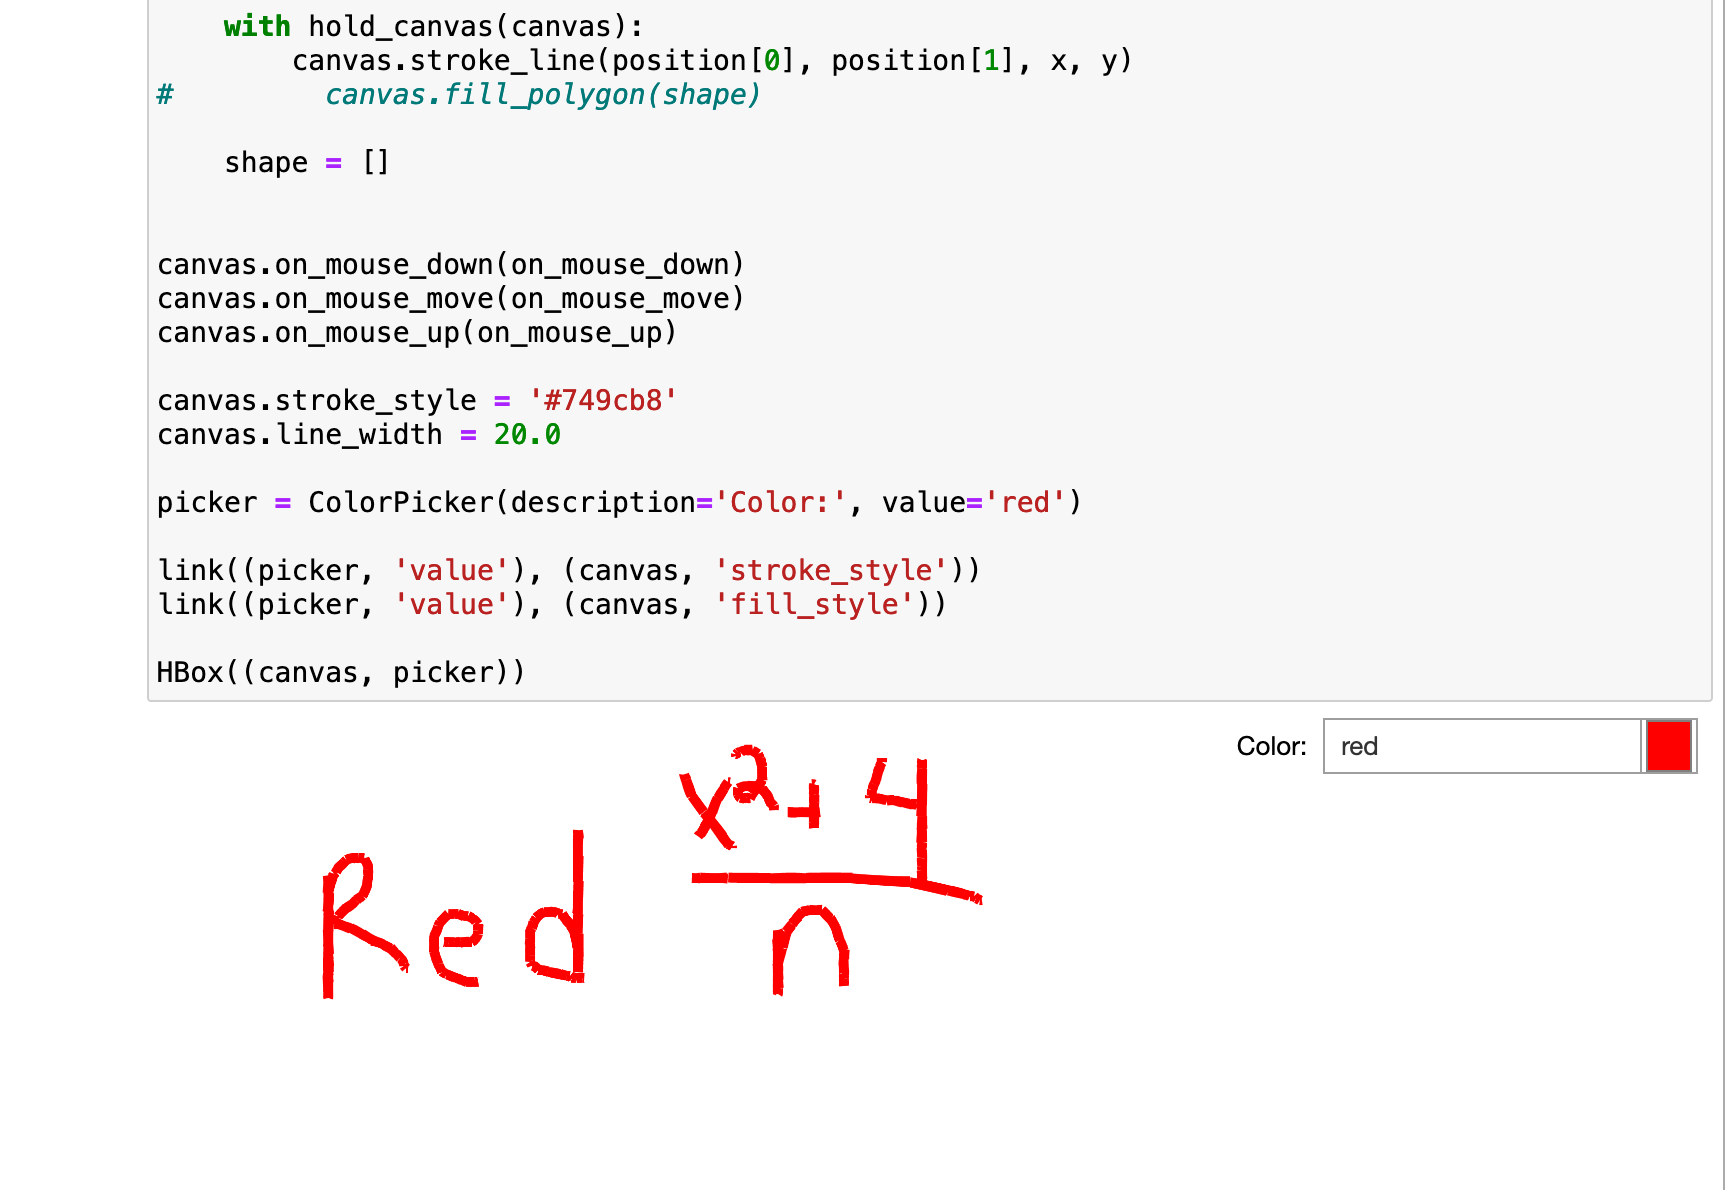 with hold_canvas(canvas):
canvas.stroke_line(position[0], position[1], x, y)
# canvas.fill_polygon(shape)
shape = []
canvas.on_mouse_down(on_mouse_down)
canvas.on_mouse_move(on_mouse_move)
canvas.on_mouse_up(on_mouse_up)
canvas.stroke_style = '#749cb8'
canvas.line_width = 20.0
picker = ColorPicker(description='Color:', value='red')
link((picker, 'value'), (canvas, 'stroke_style'))
link((picker, 'value'), (canvas, 'fill_style'))
HBox((canvas, picker))
Color: red
x²+4
Red
n